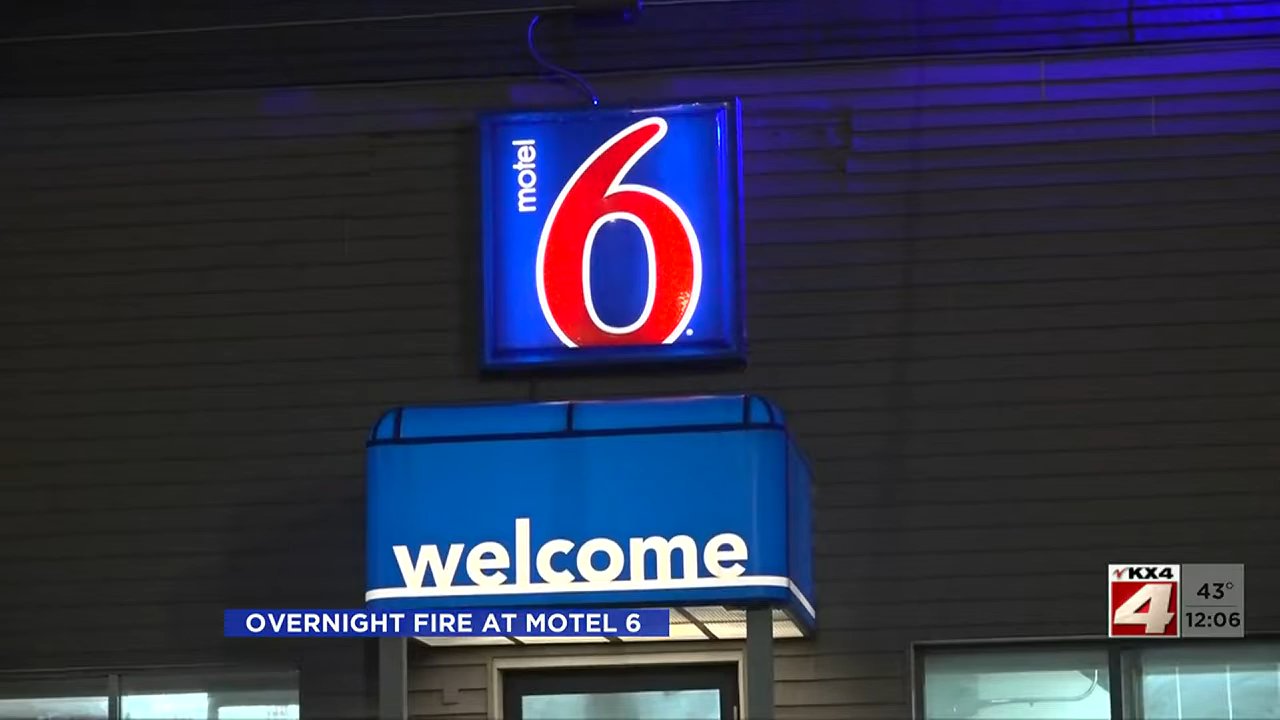 motel
6
welcome
OVERNIGHT FIRE AT MOTEL 6
KX4
4
43°
12:06